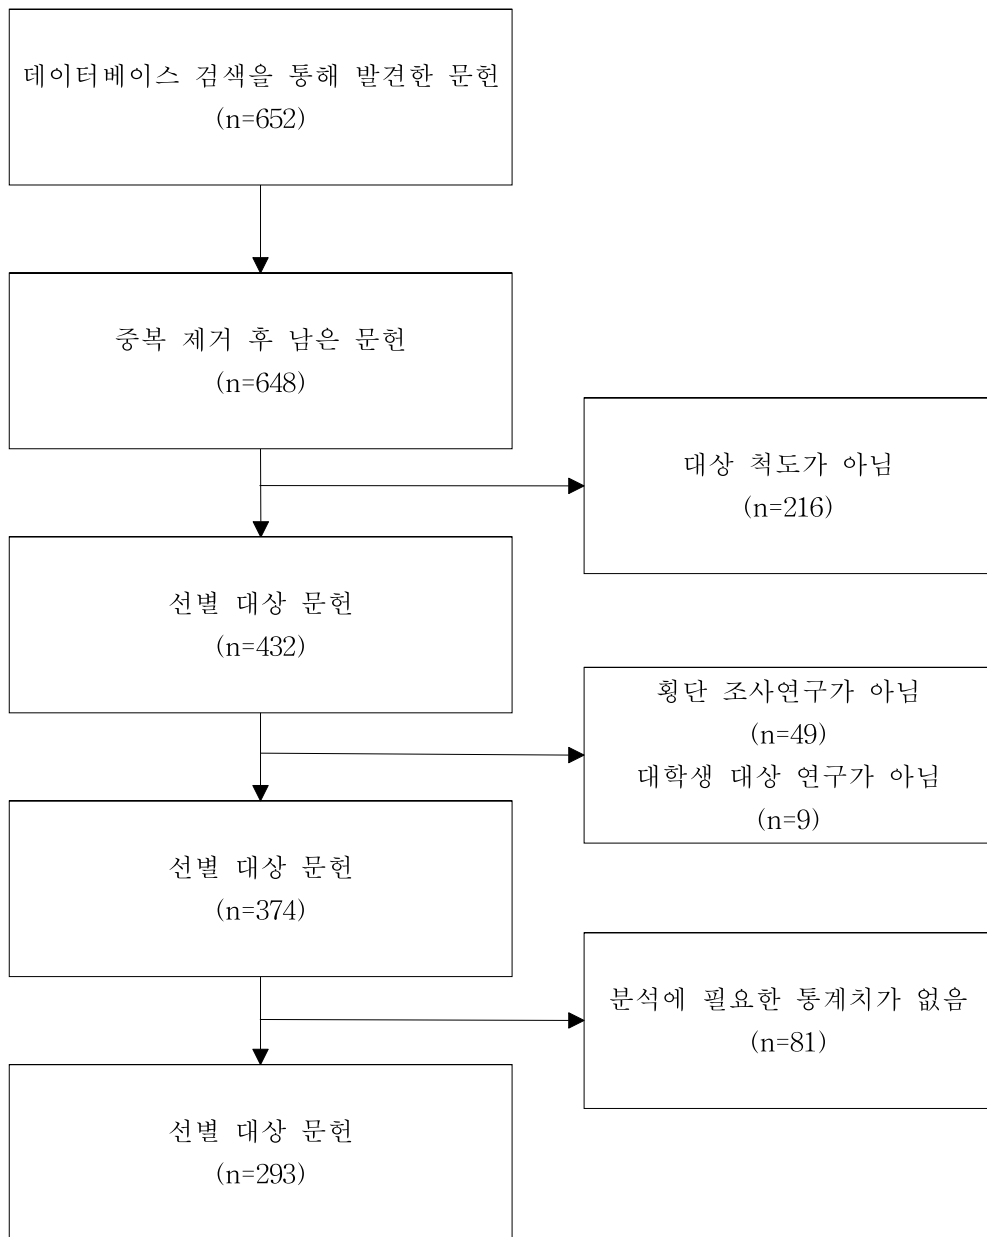 데이터베이스 검색을 통해 발견한 문헌
(n=652)
중복 제거 후 남은 문헌
(n=648)
대상 척도가 아님
(n=216)
선별 대상 문헌
(n=432)
횡단 조사연구가 아님
(n=49)
대학생 대상 연구가 아님
(n=9)
선별 대상 문헌
(n=374)
분석에 필요한 통계치가 없음
(n=81)
선별 대상 문헌
(n=293)